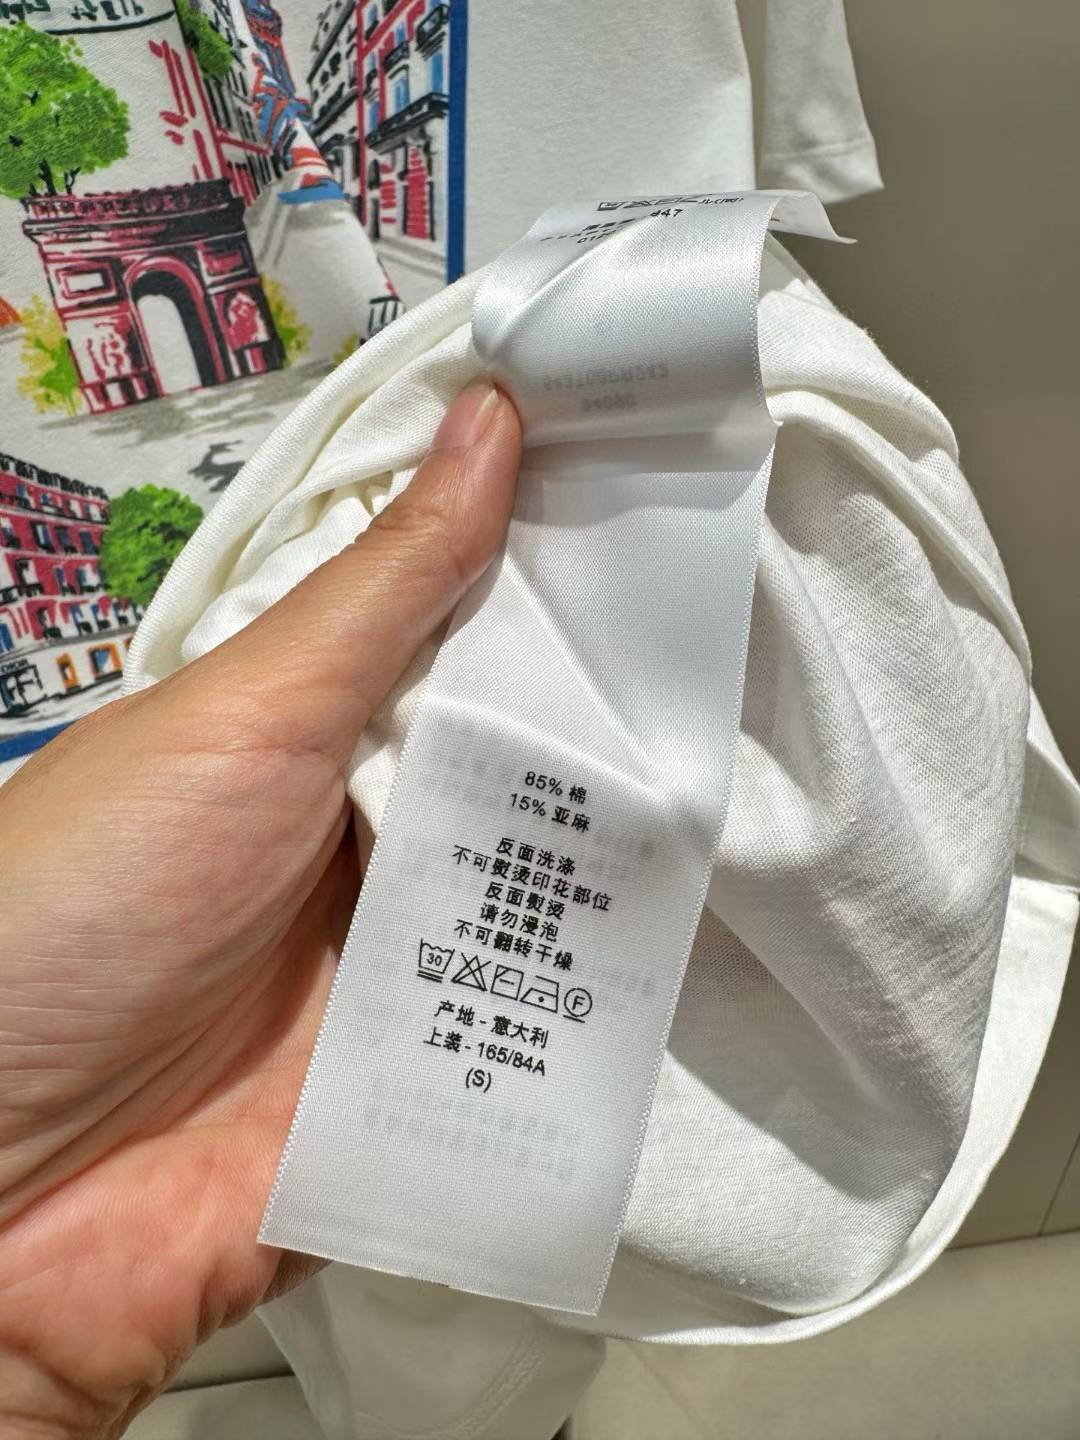 847
85% 棉
15% 亚麻
反面洗涤
不可熨烫印花部位
反面熨烫
请勿浸泡
不可翻转干燥
30
F
产地 - 意大利
上装 - 165/84A
(S)
DIOR